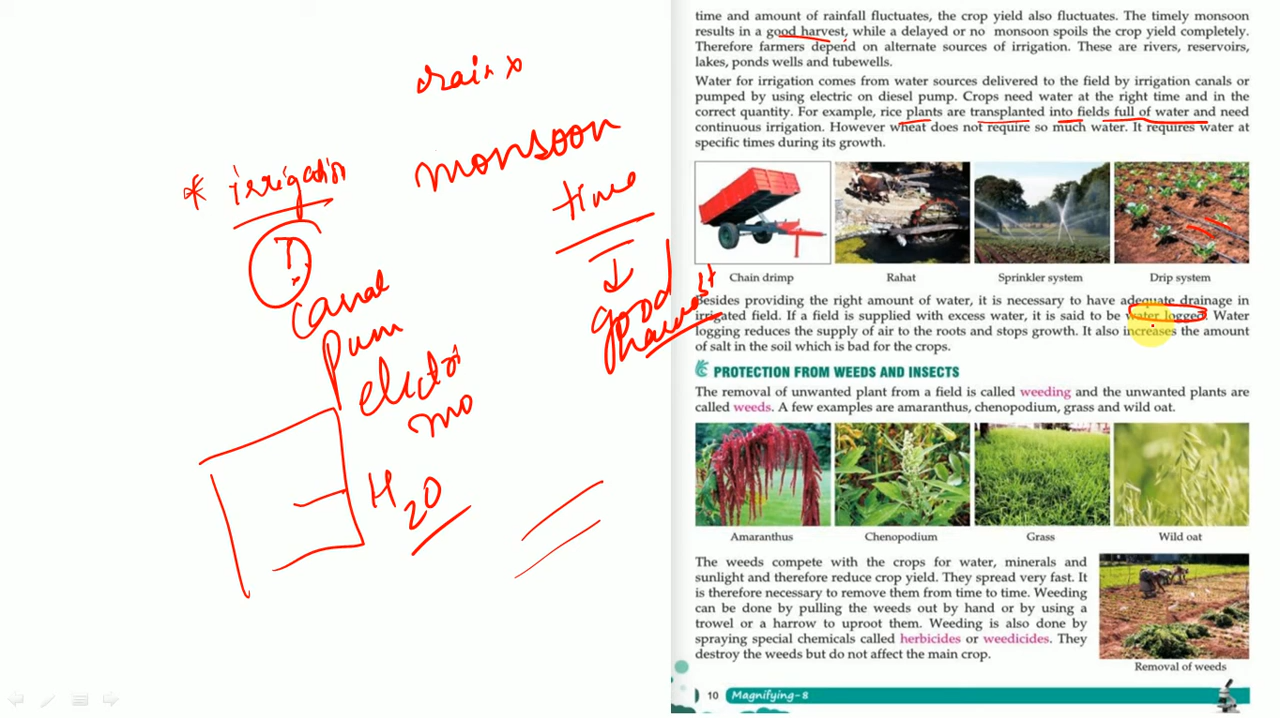 drain x
monsoon
* irrigation
time
canal
good
harvest
Pum
electri
mo
H2O
time and amount of rainfall fluctuates, the crop yield also fluctuates. The timely monsoon
results in a good harvest, while a delayed or no monsoon spoils the crop yield completely.
Therefore farmers depend on alternate sources of irrigation. These are rivers, reservoirs,
lakes, ponds wells and tubewells.
Water for irrigation comes from water sources delivered to the field by irrigation canals or
pumped by using electric on diesel pump. Crops need water at the right time and in the
correct quantity. For example, rice plants are transplanted into fields full of water and need
continuous irrigation. However wheat does not require so much water. It requires water at
specific times during its growth.
Chain drimp Rahat Sprinkler system Drip system
Besides providing the right amount of water, it is necessary to have adequate drainage in
irrigated field. If a field is supplied with excess water, it is said to be water logged. Water
logging reduces the supply of air to the roots and stops growth. It also increases the amount
of salt in the soil which is bad for the crops.
PROTECTION FROM WEEDS AND INSECTS
The removal of unwanted plant from a field is called weeding and the unwanted plants are
called weeds. A few examples are amaranthus, chenopodium, grass and wild oat.
Amaranthus Chenopodium Grass Wild oat
The weeds compete with the crops for water, minerals and
sunlight and therefore reduce crop yield. They spread very fast. It
is therefore necessary to remove them from time to time. Weeding
can be done by pulling the weeds out by hand or by using a
trowel or a harrow to uproot them. Weeding is also done by
spraying special chemicals called herbicides or weedicides. They
destroy the weeds but do not affect the main crop.
Removal of weeds
10 Magnifying-8